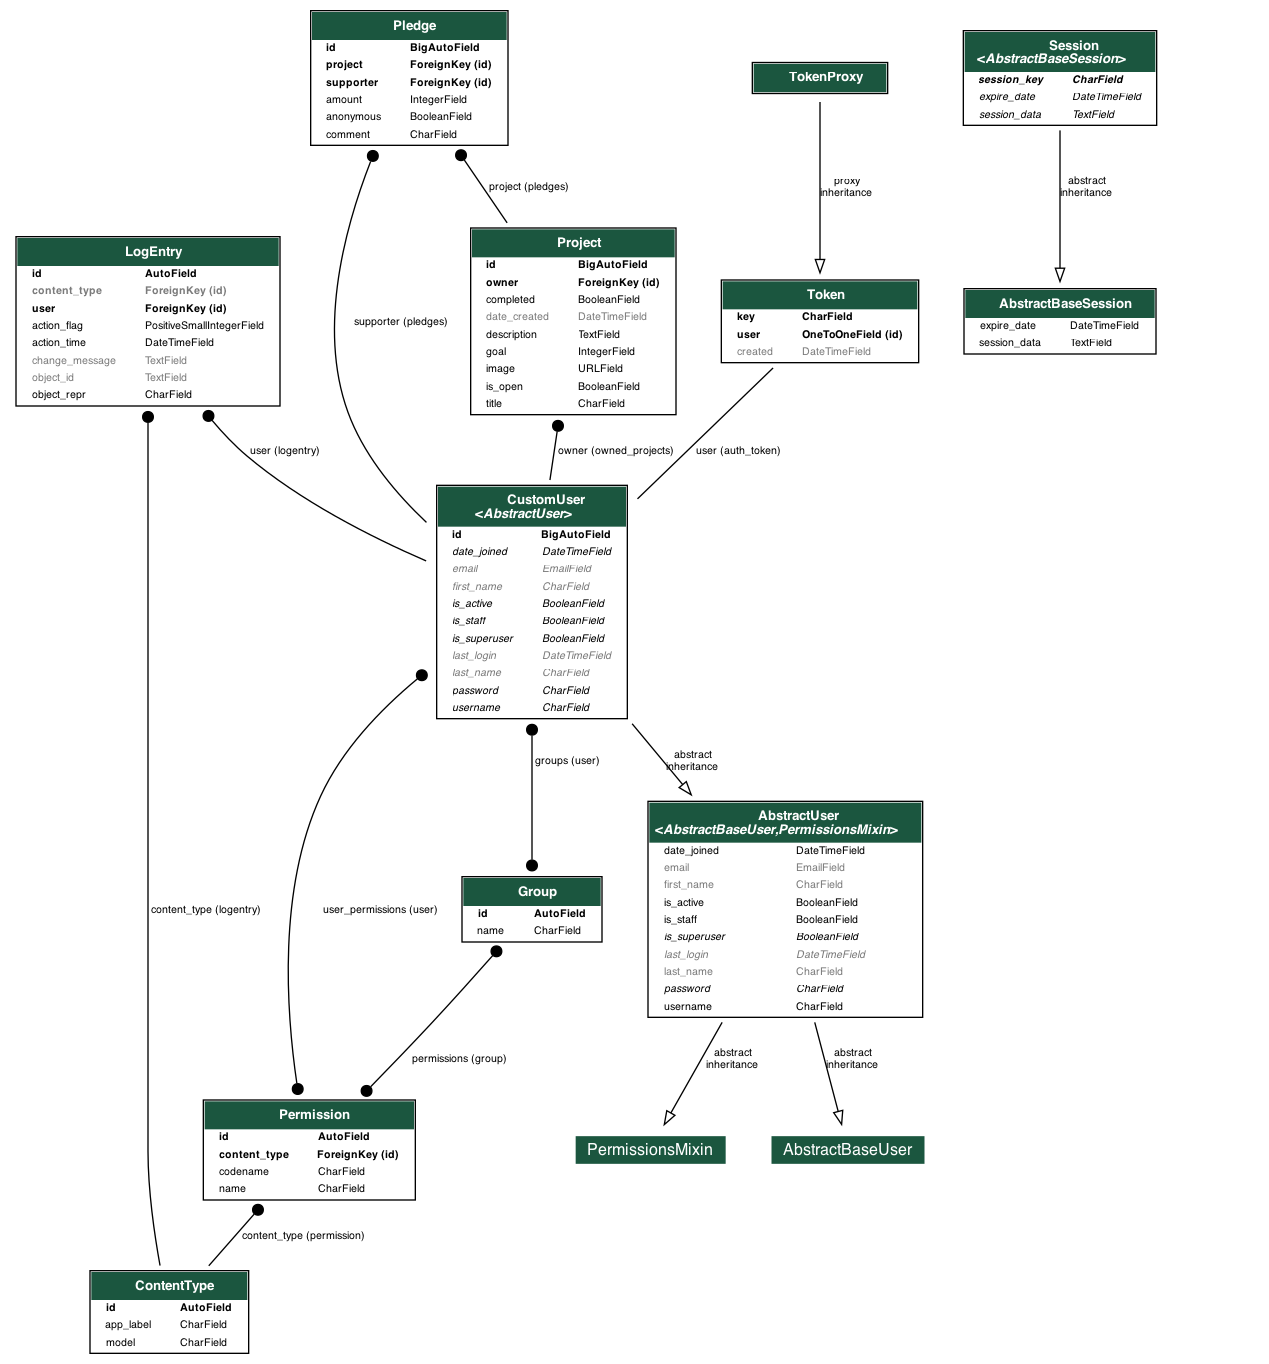 Pledge
id BigAutoField
project ForeignKey (id)
supporter ForeignKey (id)
amount IntegerField
anonymous BooleanField
comment CharField
TokenProxy
Session
<AbstractBaseSession>
session_key CharField
expire_date DateTimeField
session_data TextField
project (pledges)
proxy
inheritance
abstract
inheritance
LogEntry
id AutoField
content_type ForeignKey (id)
user ForeignKey (id)
action_flag PositiveSmallIntegerField
action_time DateTimeField
change_message TextField
object_id TextField
object_repr CharField
supporter (pledges)
Project
id BigAutoField
owner ForeignKey (id)
completed BooleanField
date_created DateTimeField
description TextField
goal IntegerField
image URLField
is_open BooleanField
title CharField
Token
key CharField
user OneToOneField (id)
created DateTimeField
AbstractBaseSession
expire_date DateTimeField
session_data TextField
user (logentry)
owner (owned_projects)
user (auth_token)
CustomUser
<AbstractUser>
id BigAutoField
date_joined DateTimeField
email EmailField
first_name CharField
is_active BooleanField
is_staff BooleanField
is_superuser BooleanField
last_login DateTimeField
last_name CharField
password CharField
username CharField
groups (user)
abstract
inheritance
AbstractUser
<AbstractBaseUser,PermissionsMixin>
date_joined DateTimeField
email EmailField
first_name CharField
is_active BooleanField
is_staff BooleanField
is_superuser BooleanField
last_login DateTimeField
last_name CharField
password CharField
username CharField
content_type (logentry)
user_permissions (user)
Group
id AutoField
name CharField
permissions (group)
abstract
inheritance
abstract
inheritance
Permission
id AutoField
content_type ForeignKey (id)
codename CharField
name CharField
PermissionsMixin
AbstractBaseUser
content_type (permission)
ContentType
id AutoField
app_label CharField
model CharField